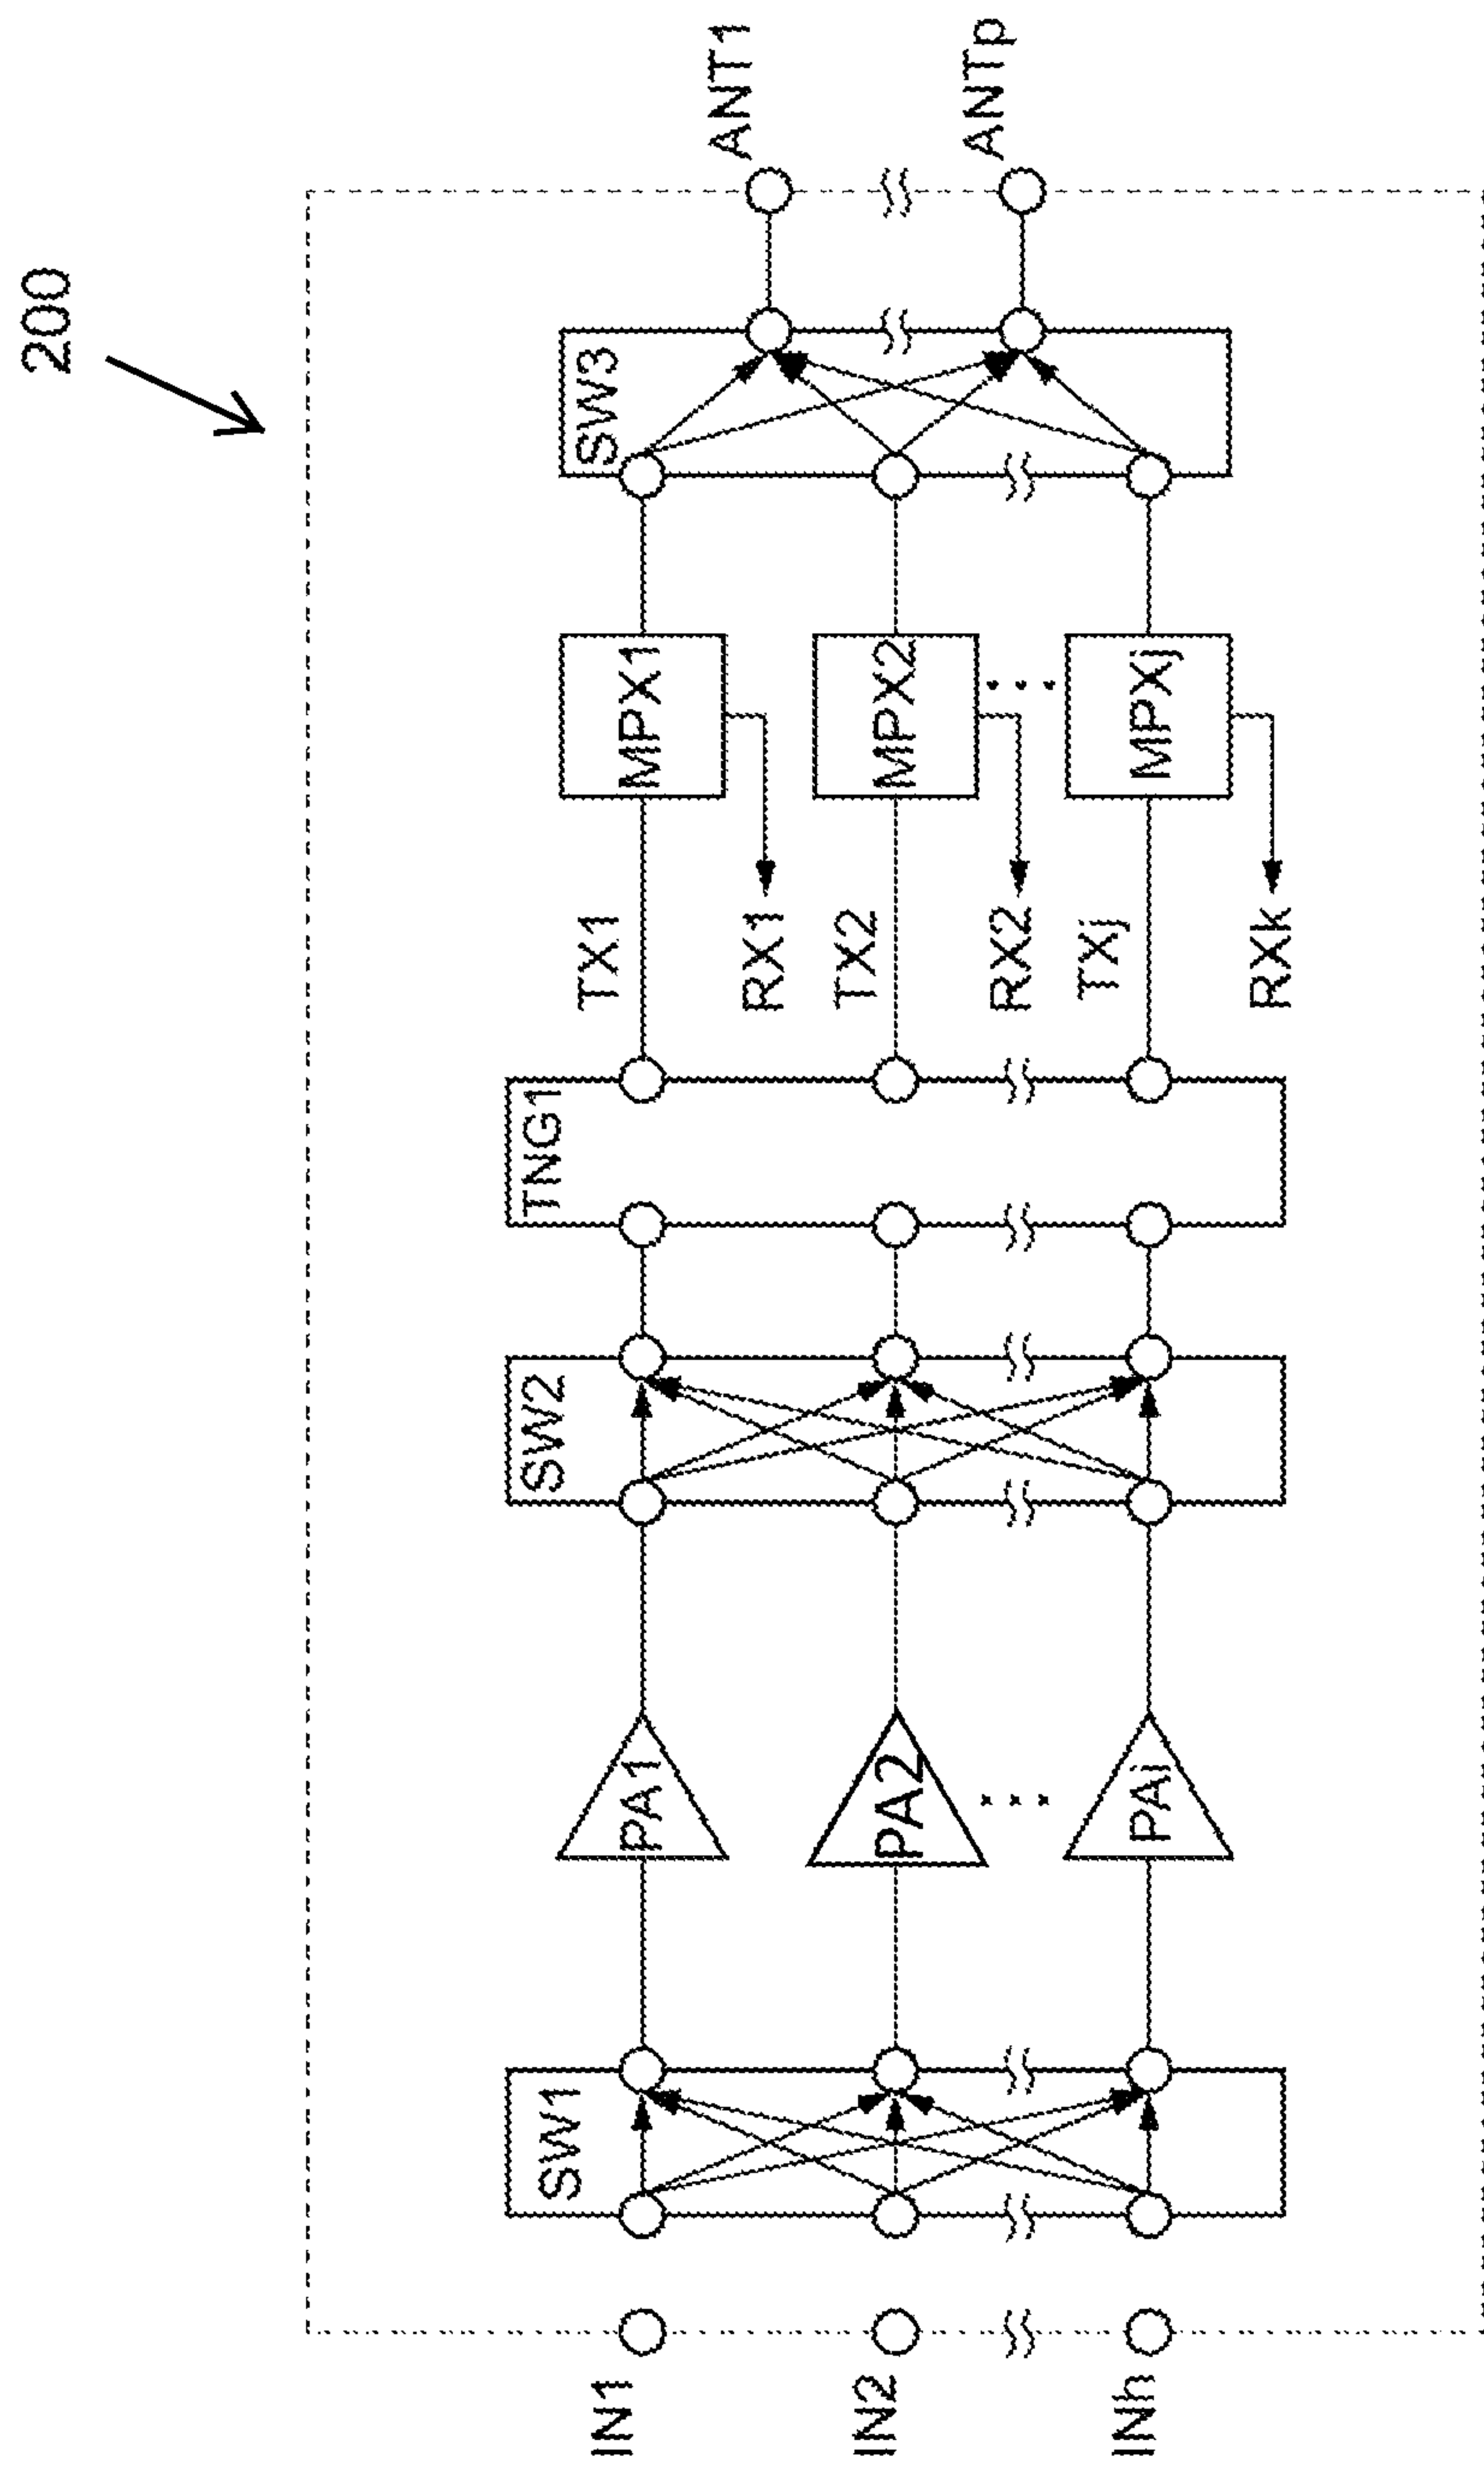 200
IN1
IN2
INh
SW1
PA1
PA2
PAi
SW2
TNG1
TX1
RX1
TX2
RX2
TXj
RXk
MPX1
MPX2
MPXj
SW3
ANT1
ANTp